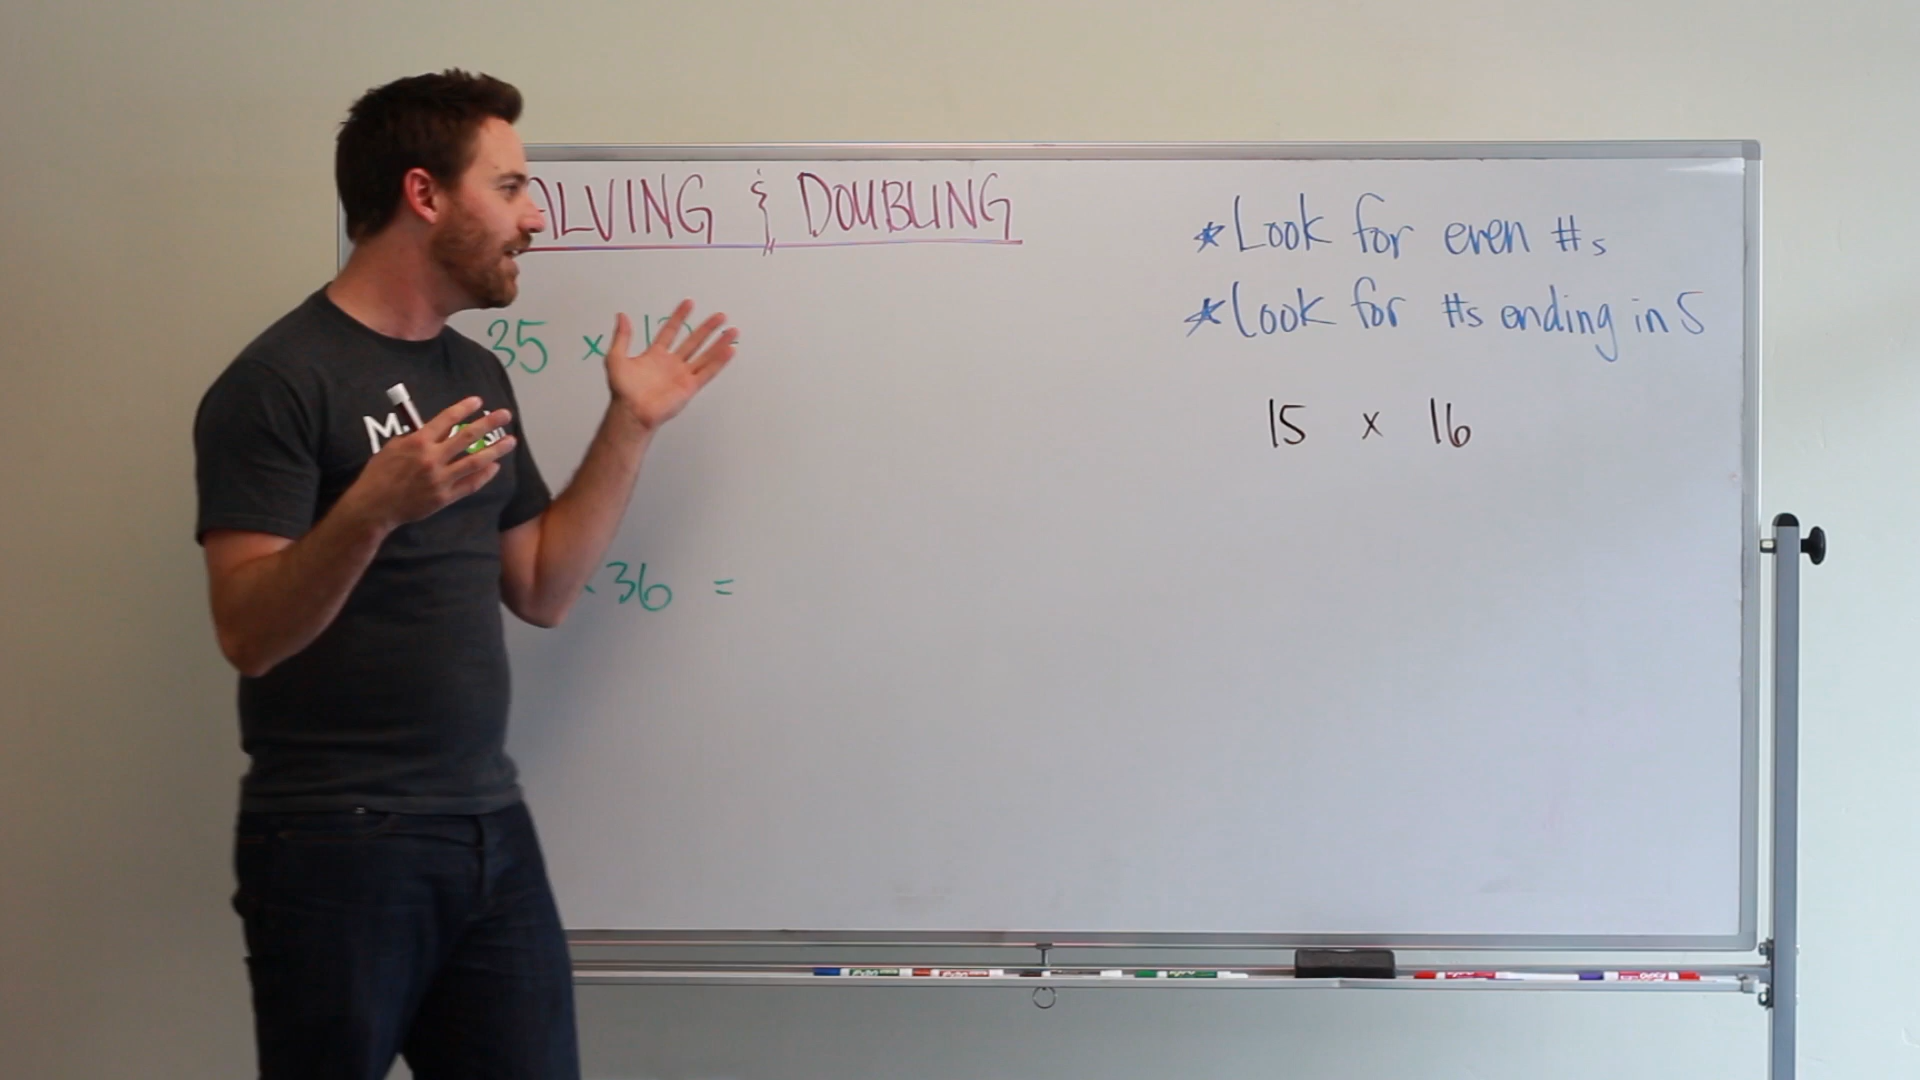 ALVING & DOUBLING
*Look for even #s
*Look for #s ending in 5
35 x =
15 x 16
36 =